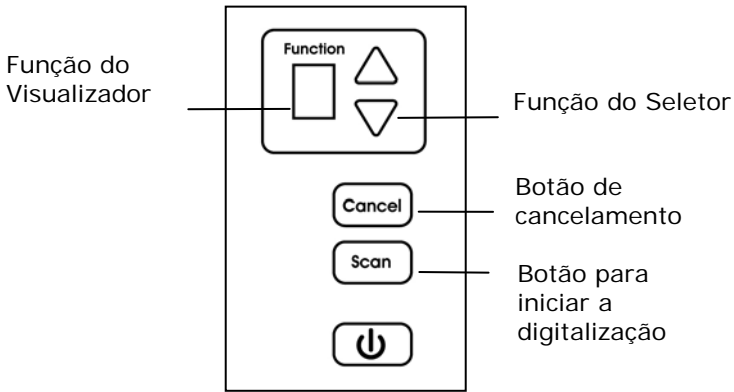 Function
Função do
Visualizador
Função do Seletor
Cancel
Botão de
cancelamento
Scan
Botão para
iniciar a
digitalização